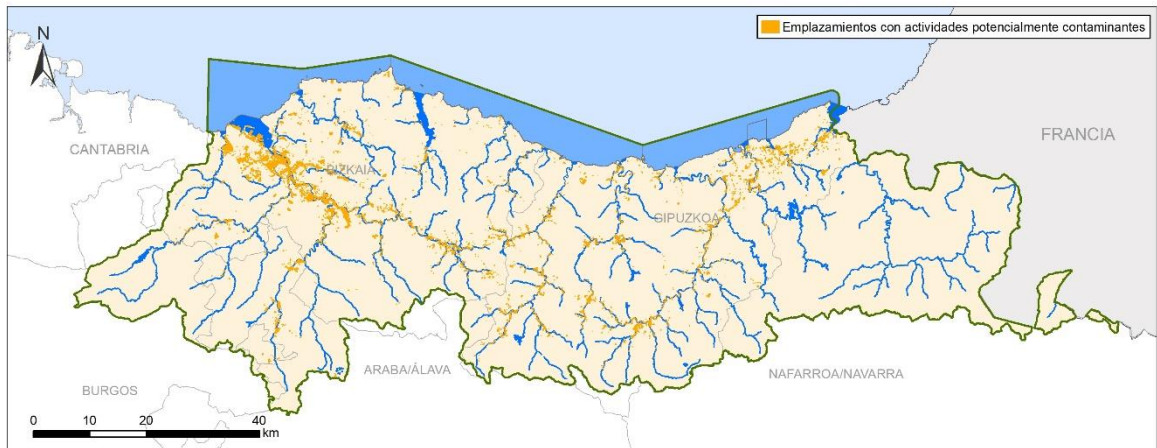 Emplazamientos con actividades potencialmente contaminantes
N
FRANCIA
CANTABRIA
BIZKAIA
GIPUZKOA
ARABA/ÁLAVA
NAFARROA/NAVARRA
BURGOS
0 10 20 40
km